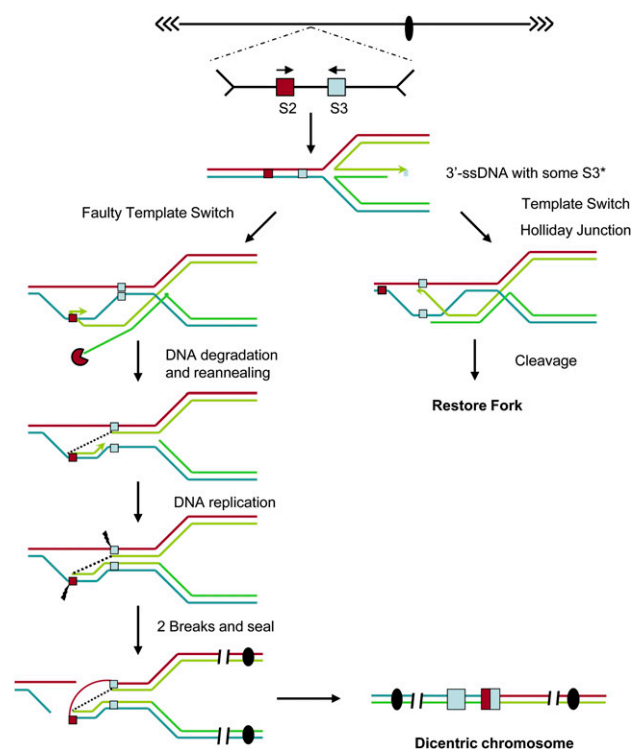 S2 S3
3'-ssDNA with some S3*
Faulty Template Switch
Template Switch
Holliday Junction
DNA degradation
and reannealing
Cleavage
Restore Fork
DNA replication
2 Breaks and seal
Dicentric chromosome